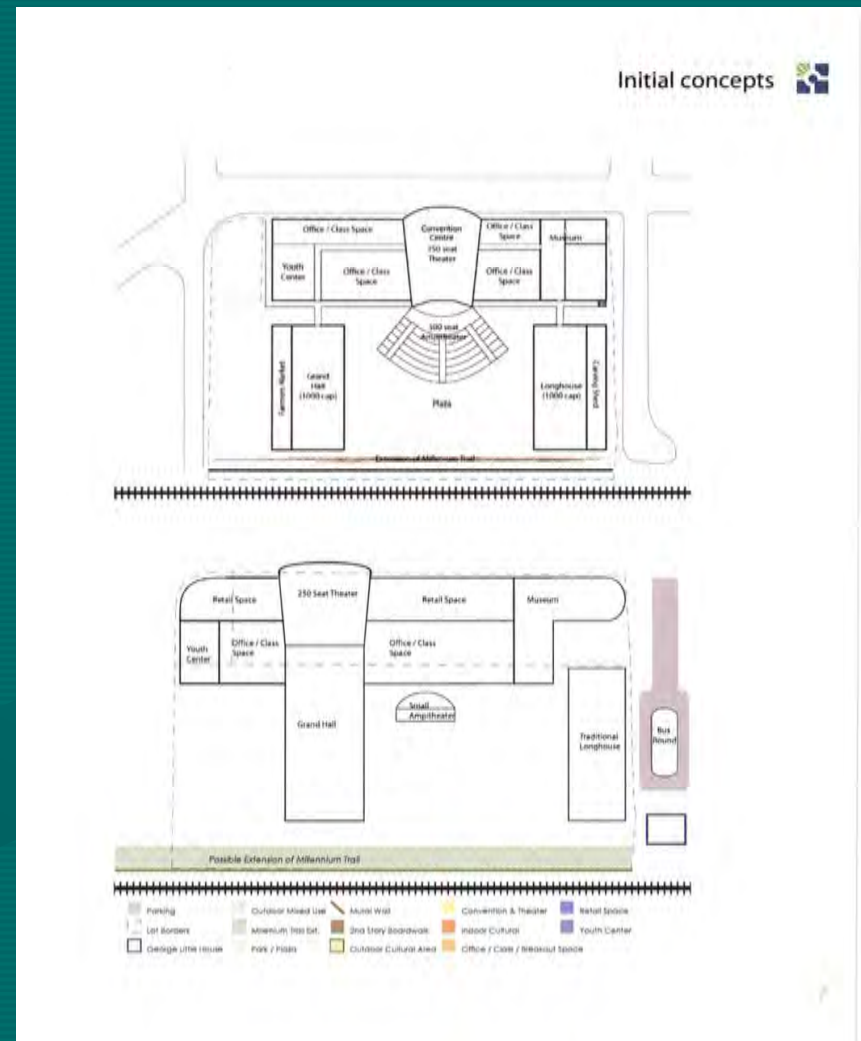 Initial concepts
Office / Class Space
Convention
Centre
750 seat
Theater
Office / Class
Space
Museum
Youth
Center
Office / Class
Space
Office / Class
Space
500 seat
Ampitheater
Farmers Market
Grand
Hall
(1000 cap)
Plaza
Longhouse
(1000 cap)
Carving Shed
Extension of Millennium Trail
Retail Space
250 Seat Theater
Retail Space
Museum
Youth
Center
Office / Class
Space
Office / Class
Space
Grand Hall
Small
Ampitheater
Traditional
Longhouse
Bus
Round
Possible Extension of Millennium Trail
Parking
Outdoor Mixed Use
Mural Wall
Convention & Theater
Retail Space
Lot Borders
Millenium Trail Ext.
2nd Story Boardwalk
Indoor Cultural
Youth Center
George Little House
Park / Plaza
Outdoor Cultural Area
Office / Class / Breakout Space